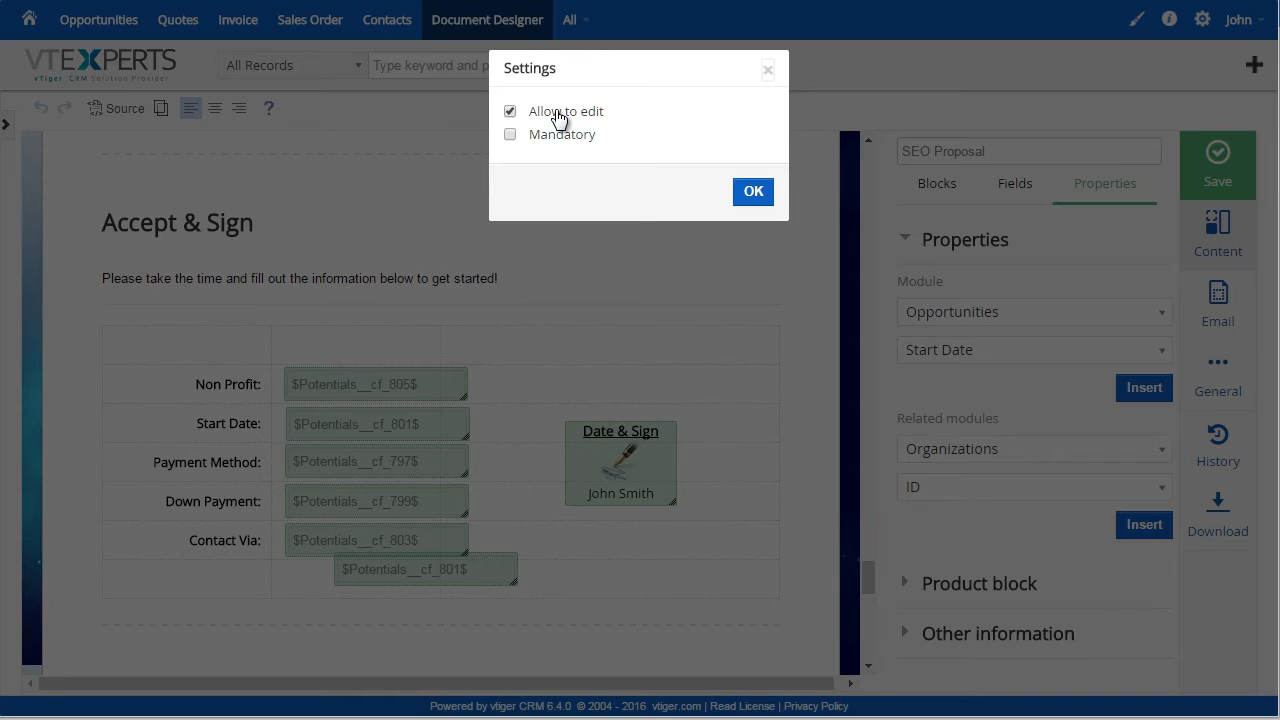 Opportunities Quotes Invoice Sales Order Contacts Document Designer All John
VTEXPERTS
vTiger CRM Solution Provider
All Records Type keyword and p
Settings ×
Allow to edit
Mandatory
OK
Source ?
SEO Proposal
Blocks Fields Properties
Save
Content
Email
General
History
Download
Properties
Module
Opportunities
Start Date
Insert
Related modules
Organizations
ID
Insert
Product block
Other information
Accept & Sign
Please take the time and fill out the information below to get started!
Non Profit: $Potentials__cf_805$
Start Date: $Potentials__cf_801$
Payment Method: $Potentials__cf_797$
Down Payment: $Potentials__cf_799$
Contact Via: $Potentials__cf_803$
$Potentials__cf_801$
Date & Sign
John Smith
Powered by vtiger CRM 6.4.0 © 2004 - 2016 vtiger.com | Read License | Privacy Policy